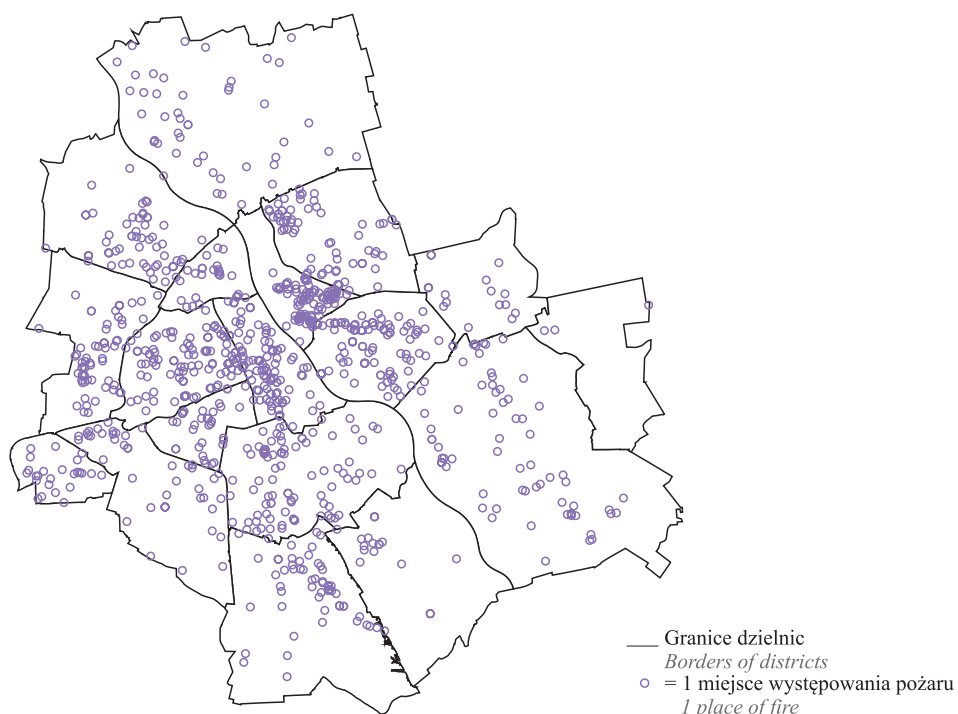 Granice dzielnic
Borders of districts
= 1 miejsce występowania pożaru
1 place of fire